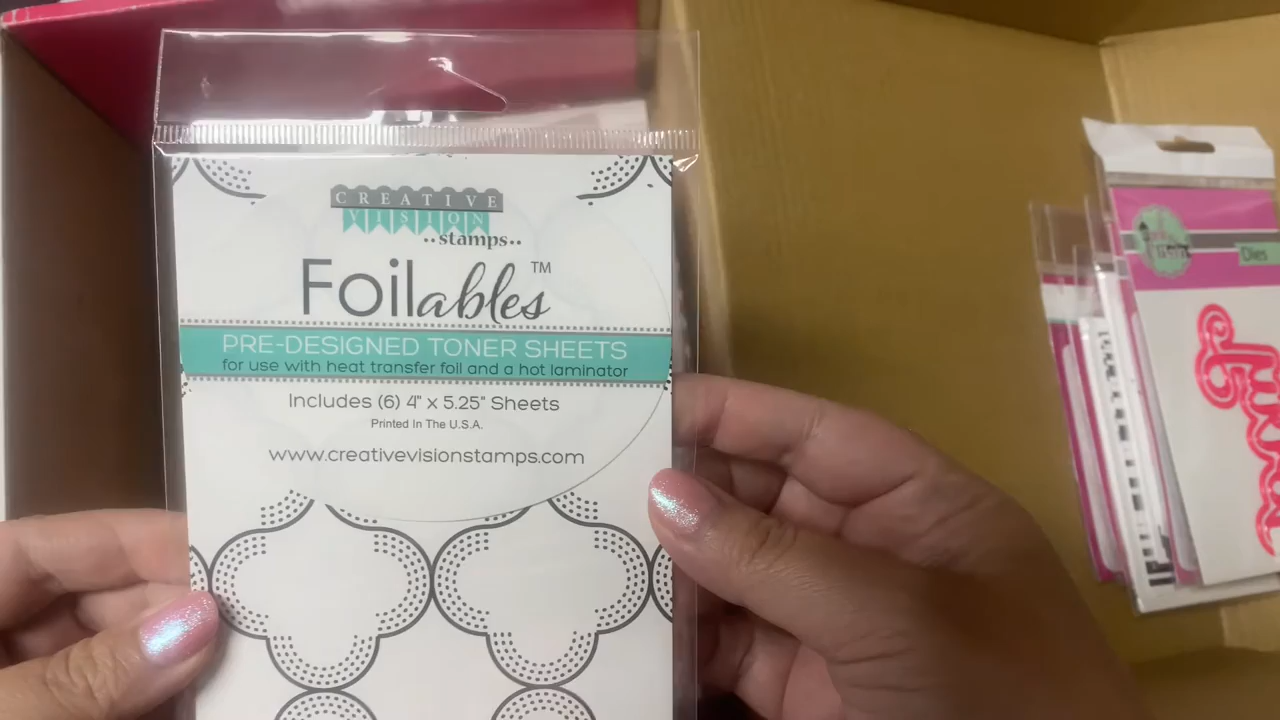 CREATIVE
VISION
••stamps••
Foilables™
PRE-DESIGNED TONER SHEETS
for use with heat transfer foil and a hot laminator
Includes (6) 4" x 5.25" Sheets
Printed In The U.S.A.
www.creativevisionstamps.com
Dies